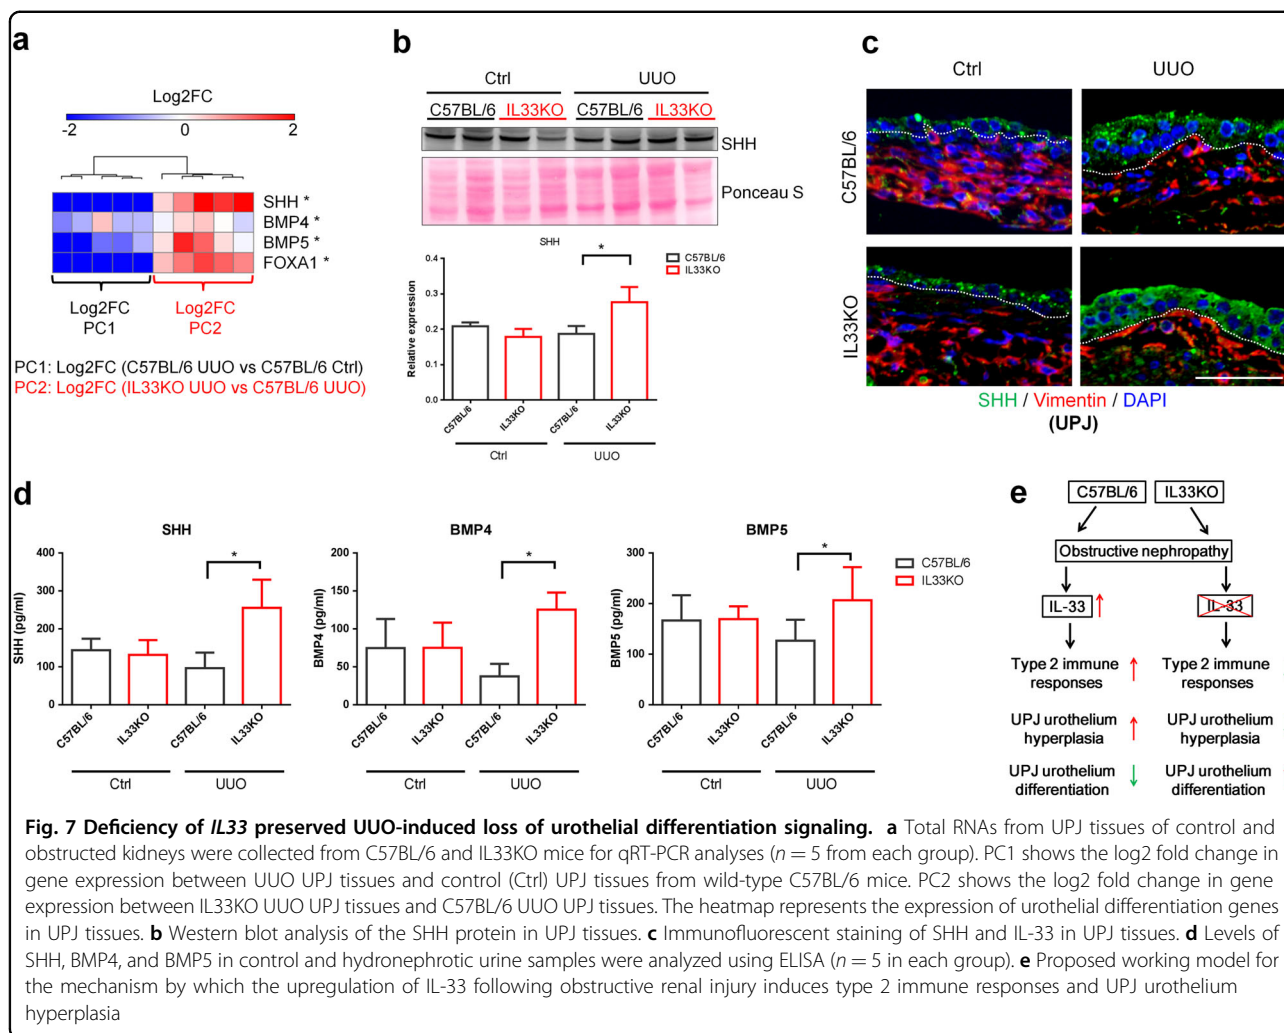 a
Log2FC
-2 0 2
SHH *
BMP4 *
BMP5 *
FOXA1 *
Log2FC Log2FC
PC1 PC2
PC1: Log2FC (C57BL/6 UUO vs C57BL/6 Ctrl)
PC2: Log2FC (IL33KO UUO vs C57BL/6 UUO)
b
Ctrl UUO
C57BL/6 IL33KO C57BL/6 IL33KO
SHH
Ponceau S
SHH
*
C57BL/6
IL33KO
Relative expression
0.4
0.3
0.2
0.1
0.0
C57BL/6 IL33KO C57BL/6 IL33KO
Ctrl UUO
c
Ctrl UUO
C57BL/6
IL33KO
SHH / Vimentin / DAPI
(UPJ)
d
SHH
SHH (pg/ml)
400
300
200
100
0
*
C57BL/6 IL33KO C57BL/6 IL33KO
Ctrl UUO
BMP4
BMP4 (pg/ml)
200
150
100
50
0
*
C57BL/6 IL33KO C57BL/6 IL33KO
Ctrl UUO
BMP5
BMP5 (pg/ml)
300
200
100
0
*
C57BL/6 IL33KO C57BL/6 IL33KO
Ctrl UUO
C57BL/6
IL33KO
e
C57BL/6 IL33KO
Obstructive nephropathy
IL-33 ↑ IL-33
Type 2 immune ↑ Type 2 immune
responses responses
UPJ urothelium ↑ UPJ urothelium
hyperplasia hyperplasia
UPJ urothelium ↓ UPJ urothelium
differentiation differentiation
Fig. 7 Deficiency of IL33 preserved UUO-induced loss of urothelial differentiation signaling. a Total RNAs from UPJ tissues of control and
obstructed kidneys were collected from C57BL/6 and IL33KO mice for qRT-PCR analyses (n = 5 from each group). PC1 shows the log2 fold change in
gene expression between UUO UPJ tissues and control (Ctrl) UPJ tissues from wild-type C57BL/6 mice. PC2 shows the log2 fold change in gene
expression between IL33KO UUO UPJ tissues and C57BL/6 UUO UPJ tissues. The heatmap represents the expression of urothelial differentiation genes
in UPJ tissues. b Western blot analysis of the SHH protein in UPJ tissues. c Immunofluorescent staining of SHH and IL-33 in UPJ tissues. d Levels of
SHH, BMP4, and BMP5 in control and hydronephrotic urine samples were analyzed using ELISA (n = 5 in each group). e Proposed working model for
the mechanism by which the upregulation of IL-33 following obstructive renal injury induces type 2 immune responses and UPJ urothelium
hyperplasia